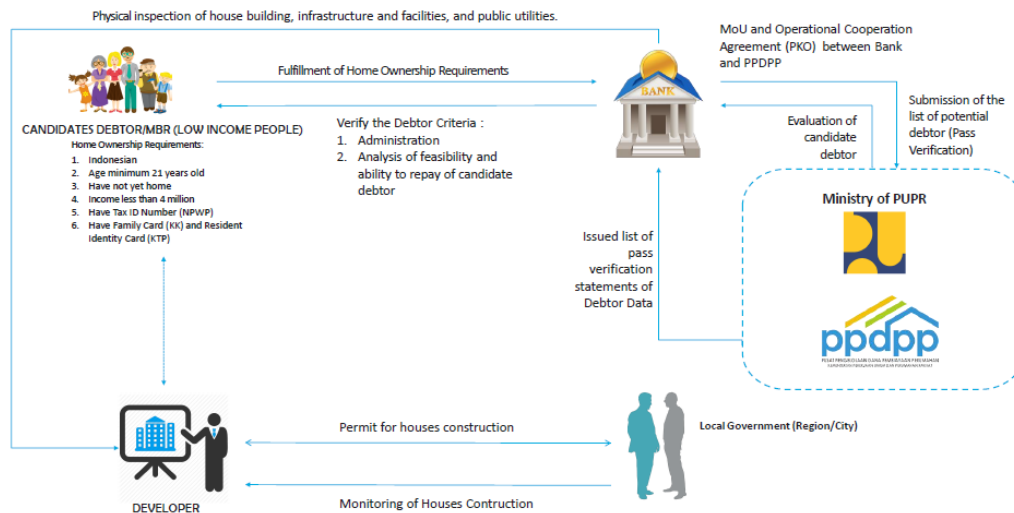 Physical inspection of house building, infrastructure and facilities, and public utilities.
Fulfillment of Home Ownership Requirements
BANK
MoU and Operational Cooperation
Agreement (PKO) between Bank
and PPDPP
CANDIDATES DEBTOR/MBR (LOW INCOME PEOPLE)
Home Ownership Requirements:
1. Indonesian
2. Age minimum 21 years old
3. Have not yet home
4. Income less than 4 million
5. Have Tax ID Number (NPWP)
6. Have Family Card (KK) and Resident
Identity Card (KTP)
Verify the Debtor Criteria :
1. Administration
2. Analysis of feasibility and
ability to repay of candidate
debtor
Evaluation of
candidate
debtor
Submission of the
list of potential
debtor (Pass
Verification)
Issued list of
pass
verification
statements of
Debtor Data
Ministry of PUPR
ppdpp
PUSAT PENGELOLAAN DANA PEMBIAYAAN PERUMAHAN
Permit for houses construction
Local Government (Region/City)
Monitoring of Houses Contruction
DEVELOPER